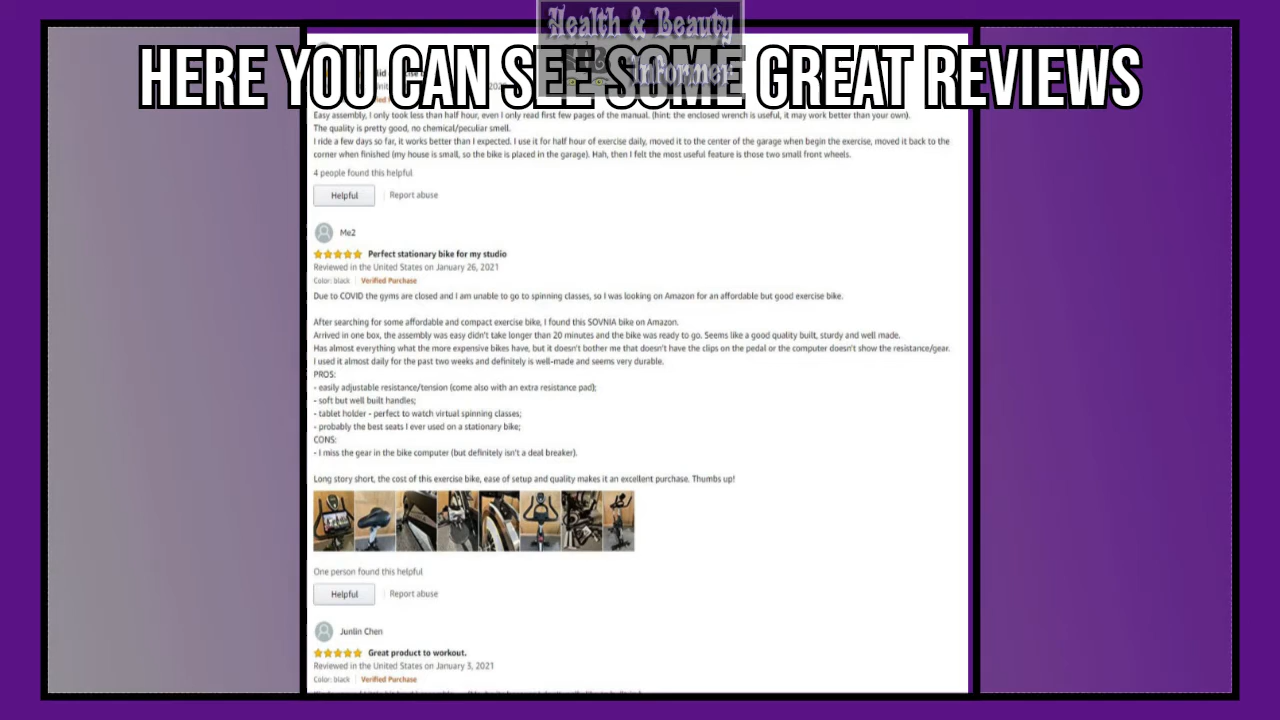 Health & Beauty
Informer
HERE YOU CAN SEE SOME GREAT REVIEWS
Easy assembly, I only took less than half hour, even I only read first few pages of the manual. (hint: the enclosed wrench is useful, it may work better than your own).
The quality is pretty good, no chemical/peculiar smell.
I ride a few days so far, it works better than I expected. I use it for half hour of exercise daily, moved it to the center of the garage when begin the exercise, moved it back to the
corner when finished (my house is small, so the bike is placed in the garage). Hah, then I felt the most useful feature is those two small front wheels.
4 people found this helpful
Helpful Report abuse
Me2
Perfect stationary bike for my studio
Reviewed in the United States on January 26, 2021
Color: black Verified Purchase
Due to COVID the gyms are closed and I am unable to go to spinning classes, so I was looking on Amazon for an affordable but good exercise bike.
After searching for some affordable and compact exercise bike, I found this SOVNIA bike on Amazon.
Arrived in one box, the assembly was easy didn't take longer than 20 minutes and the bike was ready to go. Seems like a good quality built, sturdy and well made.
Has almost everything what the more expensive bikes have, but it doesn't bother me that doesn't have the clips on the pedal or the computer doesn't show the resistance/gear.
I used it almost daily for the past two weeks and definitely is well-made and seems very durable.
PROS:
- easily adjustable resistance/tension (come also with an extra resistance pad);
- soft but well built handles;
- tablet holder - perfect to watch virtual spinning classes;
- probably the best seats I ever used on a stationary bike;
CONS:
- I miss the gear in the bike computer (but definitely isn't a deal breaker).
Long story short, the cost of this exercise bike, ease of setup and quality makes it an excellent purchase. Thumbs up!
One person found this helpful
Helpful Report abuse
Junlin Chen
Great product to workout.
Reviewed in the United States on January 3, 2021
Color: black Verified Purchase